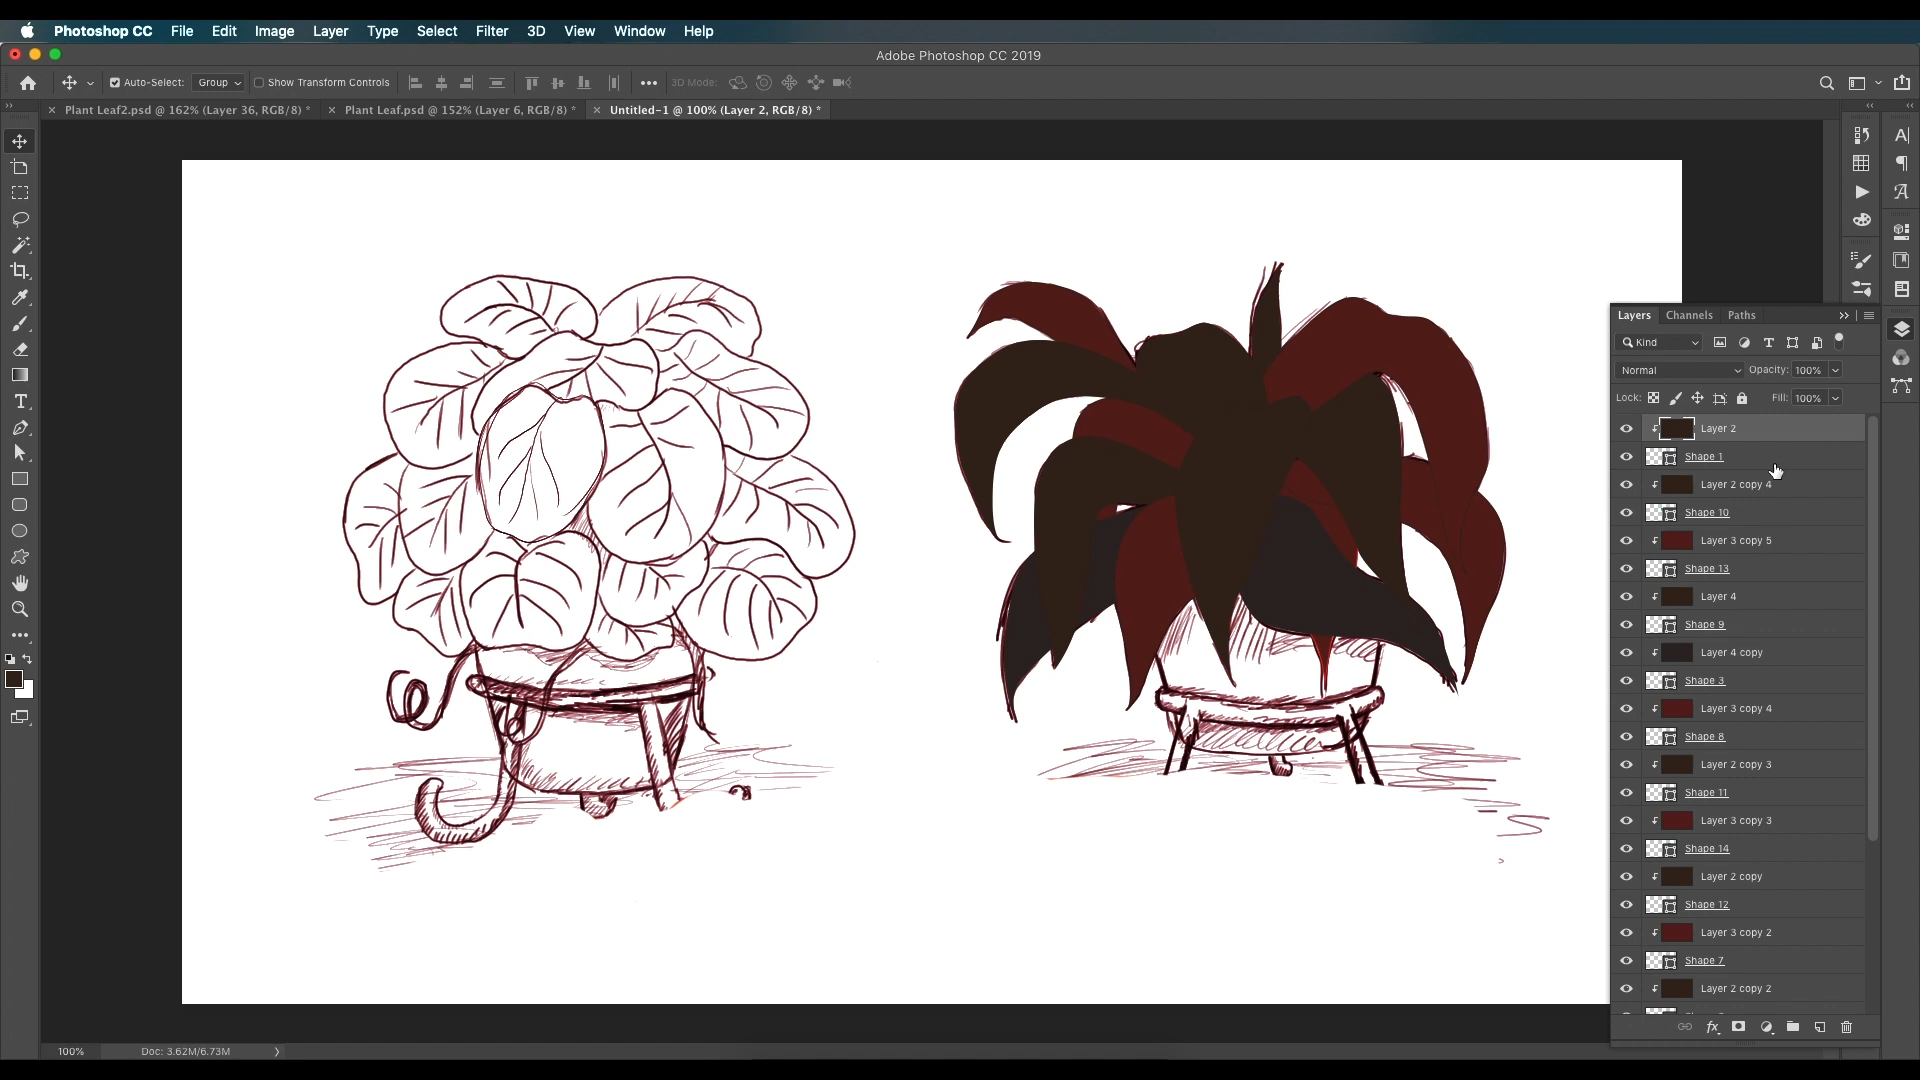 Photoshop CC File Edit Image Layer Type Select Filter 3D View Window Help
Adobe Photoshop CC 2019
Auto-Select: Group Show Transform Controls 3D Mode:
Plant Leaf2.psd @ 162% (Layer 36, RGB/8) * Plant Leaf.psd @ 152% (Layer 6, RGB/8) * Untitled-1 @ 100% (Layer 2, RGB/8) *
Layers Channels Paths
Kind
Normal Opacity: 100%
Lock: Fill: 100%
Layer 2
Shape 1
Layer 2 copy 4
Shape 10
Layer 3 copy 5
Shape 13
Layer 4
Shape 9
Layer 4 copy
Shape 3
Layer 3 copy 4
Shape 8
Layer 2 copy 3
Shape 11
Layer 3 copy 3
Shape 14
Layer 2 copy
Shape 12
Layer 3 copy 2
Shape 7
Layer 2 copy 2
100% Doc: 3.62M/6.73M